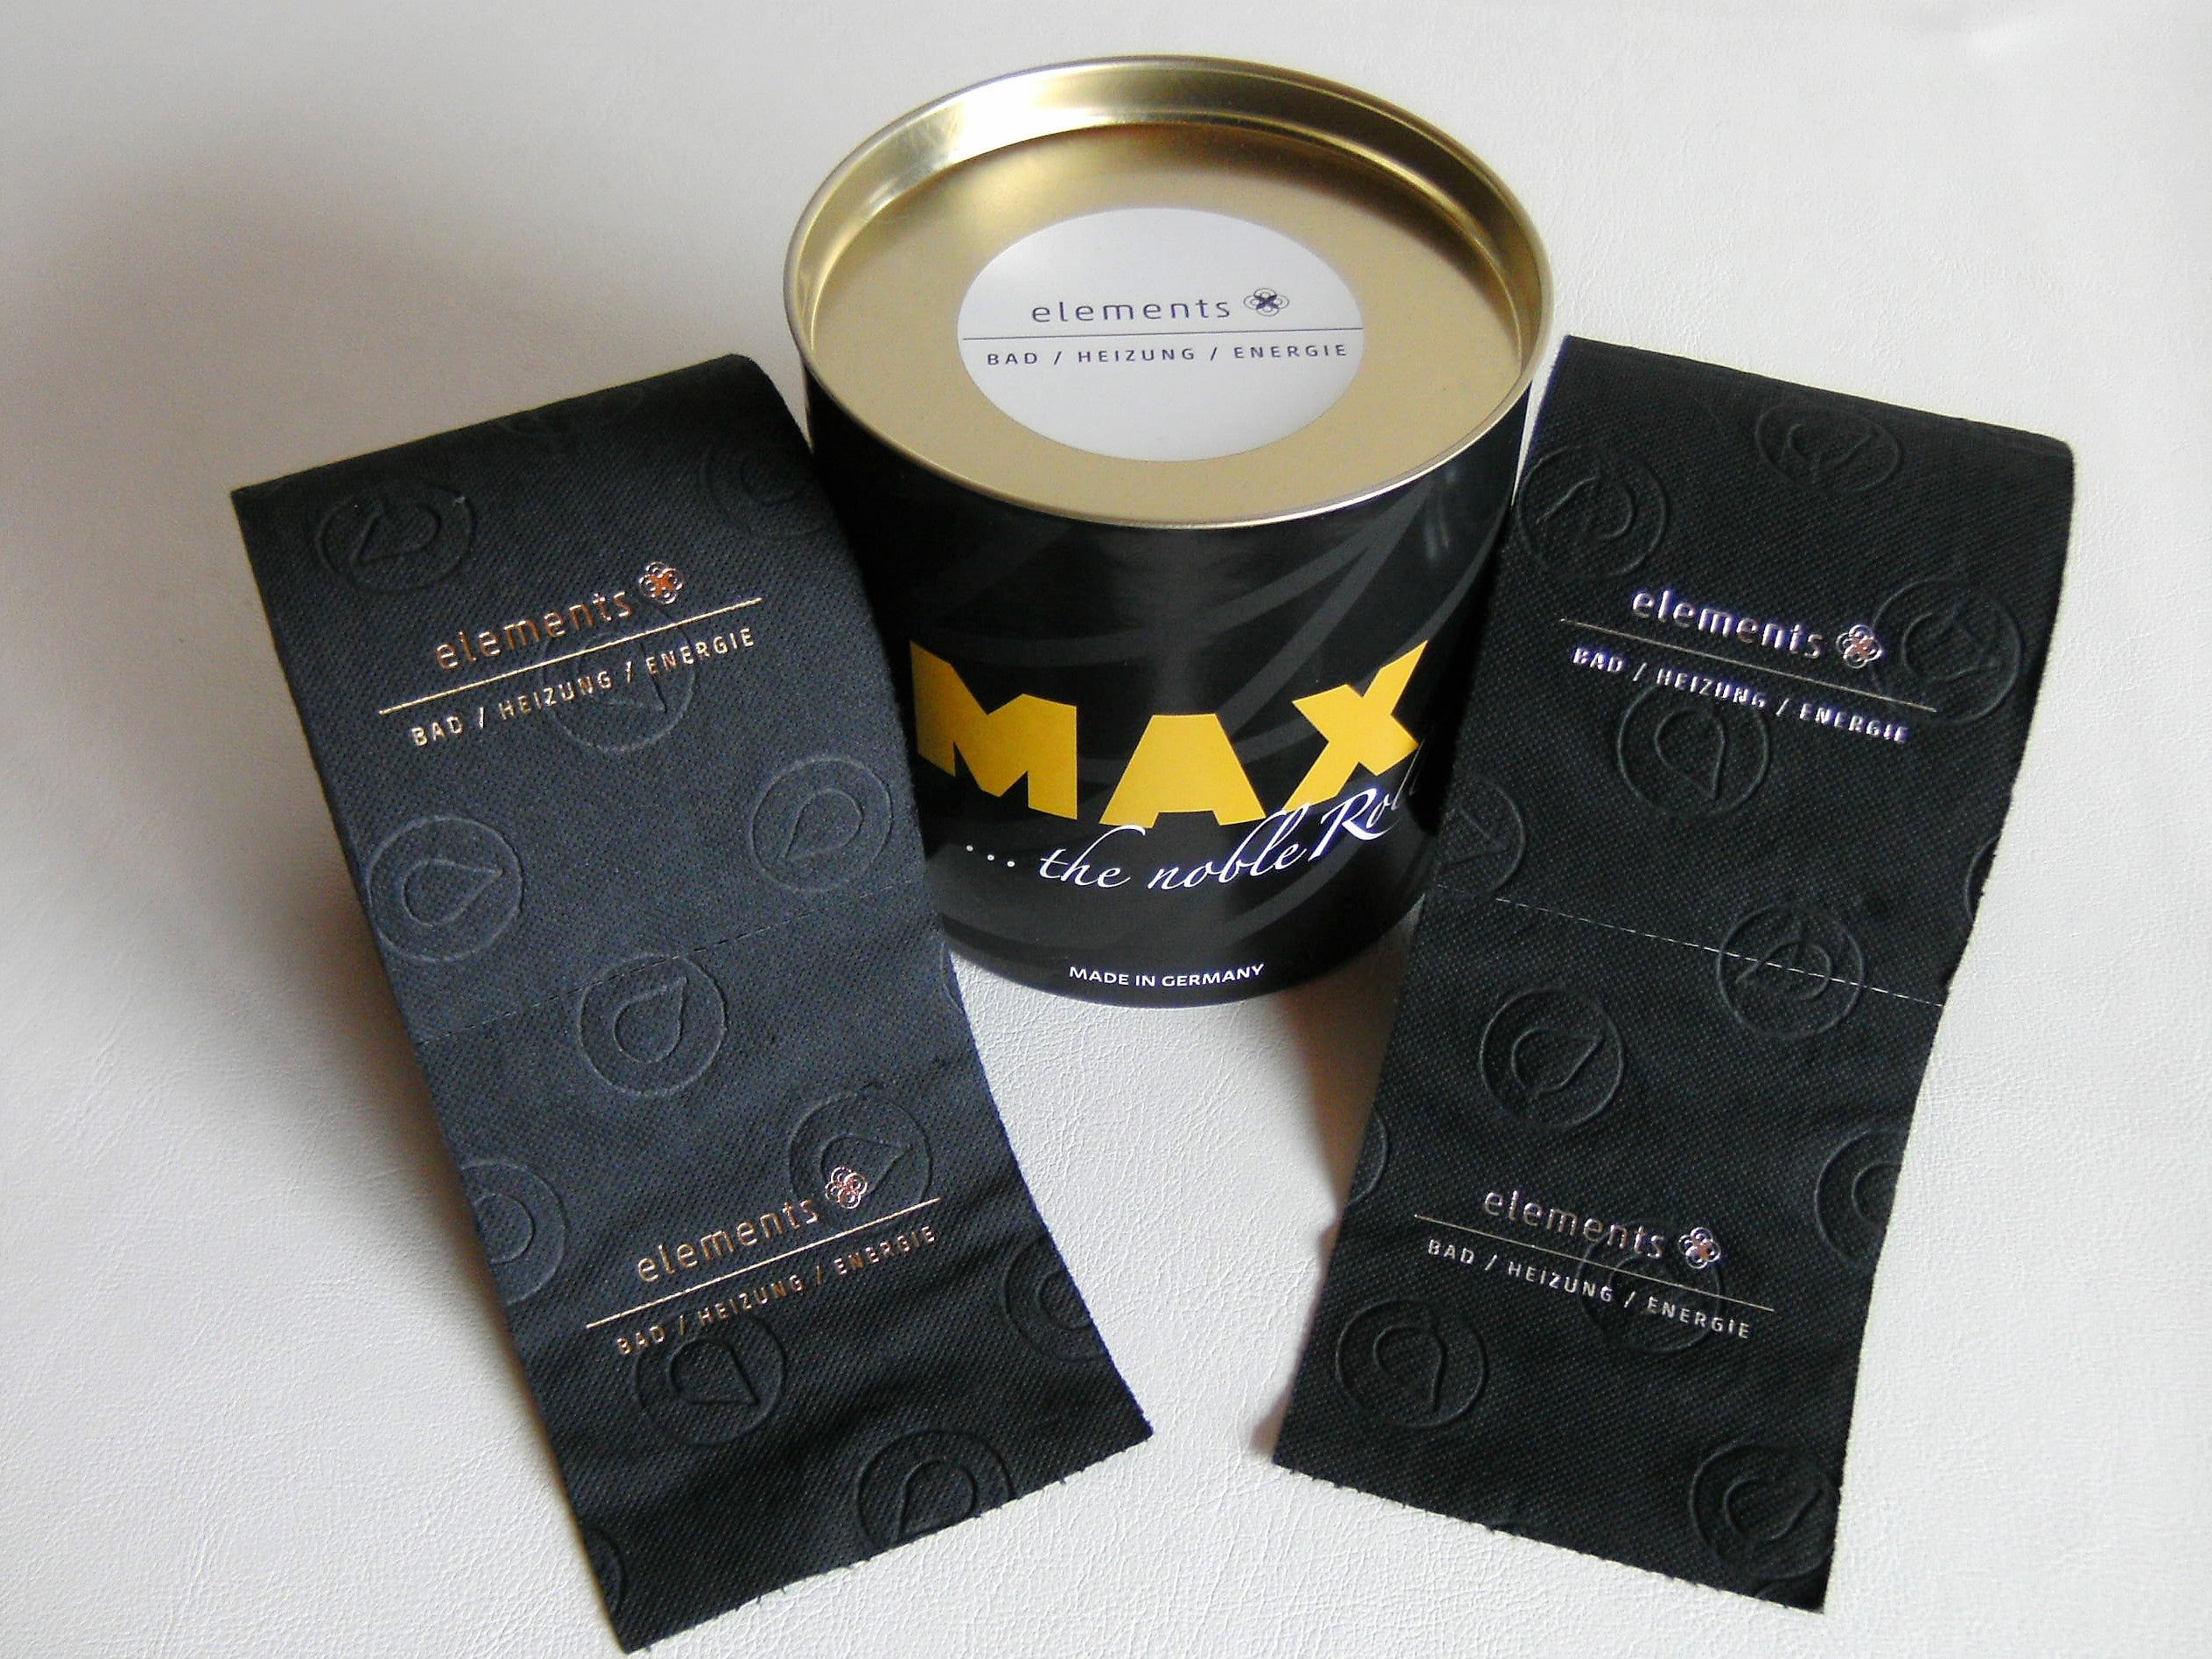 elements
BAD / HEIZUNG / ENERGIE
MAX
... the noble Roll
MADE IN GERMANY
elements
BAD / HEIZUNG / ENERGIE
elements
BAD / HEIZUNG / ENERGIE
elements
BAD / HEIZUNG / ENERGIE
elements
BAD / HEIZUNG / ENERGIE